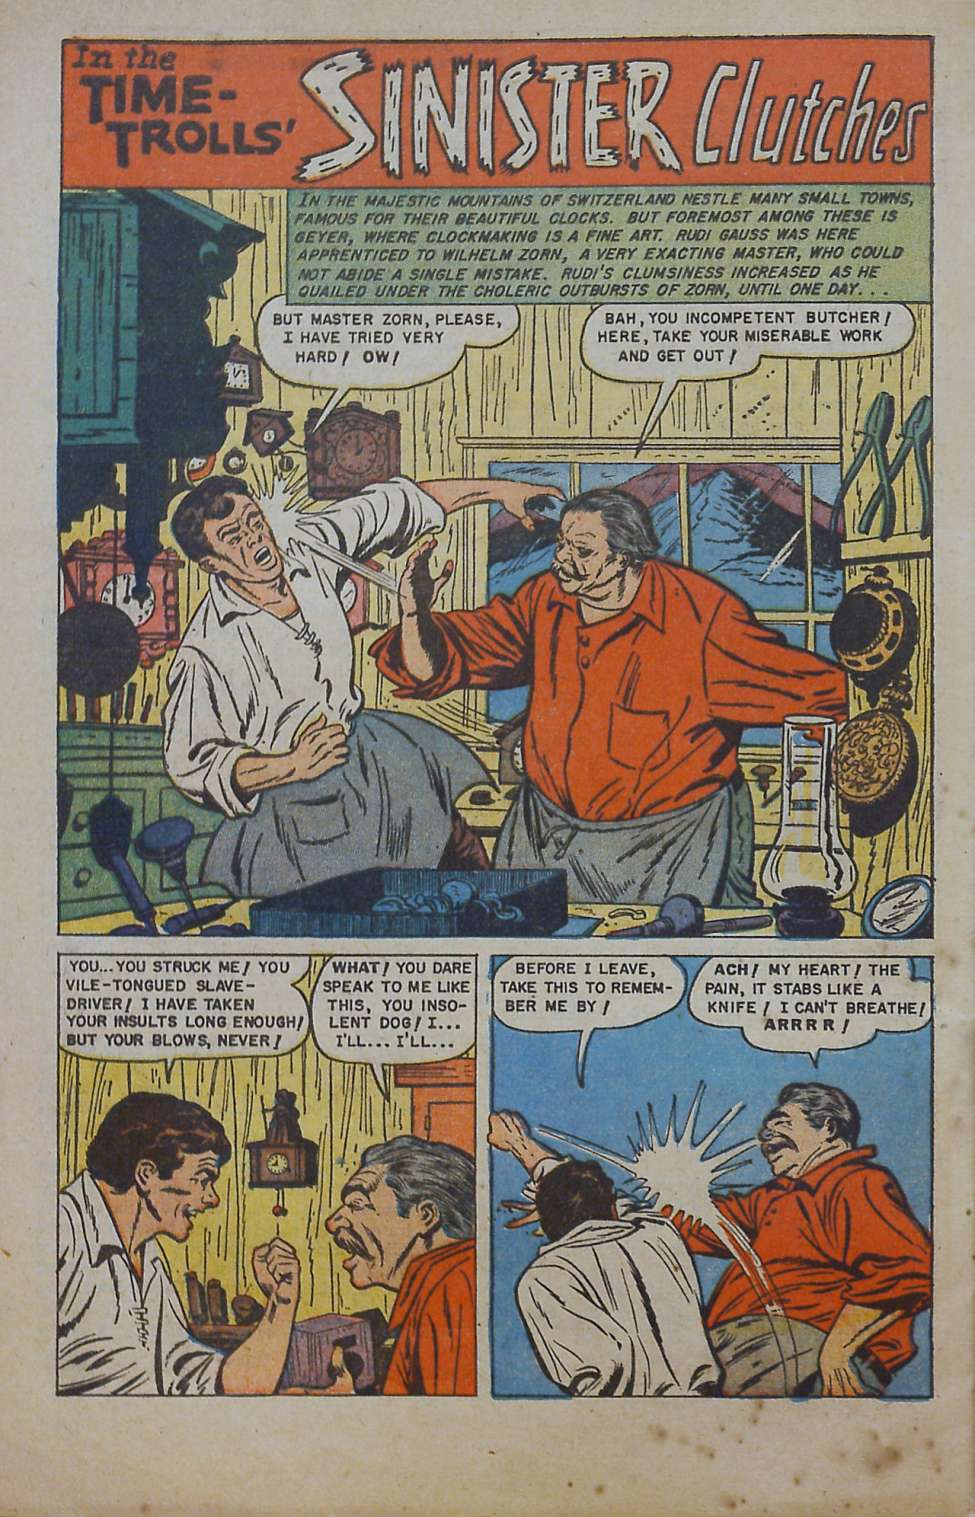 In the
TIME-
TROLLS'
SINISTER Clutches
IN THE MAJESTIC MOUNTAINS OF SWITZERLAND NESTLE MANY SMALL TOWNS,
FAMOUS FOR THEIR BEAUTIFUL CLOCKS. BUT FOREMOST AMONG THESE IS
GEYER, WHERE CLOCKMAKING IS A FINE ART. RUDI GAUSS WAS HERE
APPRENTICED TO WILHELM ZORN, A VERY EXACTING MASTER, WHO COULD
NOT ABIDE A SINGLE MISTAKE. RUDI'S CLUMSINESS INCREASED AS HE
QUAILED UNDER THE CHOLERIC OUTBURSTS OF ZORN, UNTIL ONE DAY...
BUT MASTER ZORN, PLEASE,
I HAVE TRIED VERY
HARD! OW!
BAH, YOU INCOMPETENT BUTCHER!
HERE, TAKE YOUR MISERABLE WORK
AND GET OUT!
YOU...YOU STRUCK ME! YOU
VILE-TONGUED SLAVE-
DRIVER! I HAVE TAKEN
YOUR INSULTS LONG ENOUGH!
BUT YOUR BLOWS, NEVER!
WHAT! YOU DARE
SPEAK TO ME LIKE
THIS, YOU INSO-
LENT DOG! I...
I'LL... I'LL...
BEFORE I LEAVE,
TAKE THIS TO REMEM-
BER ME BY!
ACH! MY HEART! THE
PAIN, IT STABS LIKE A
KNIFE! I CAN'T BREATHE!
ARRRR!